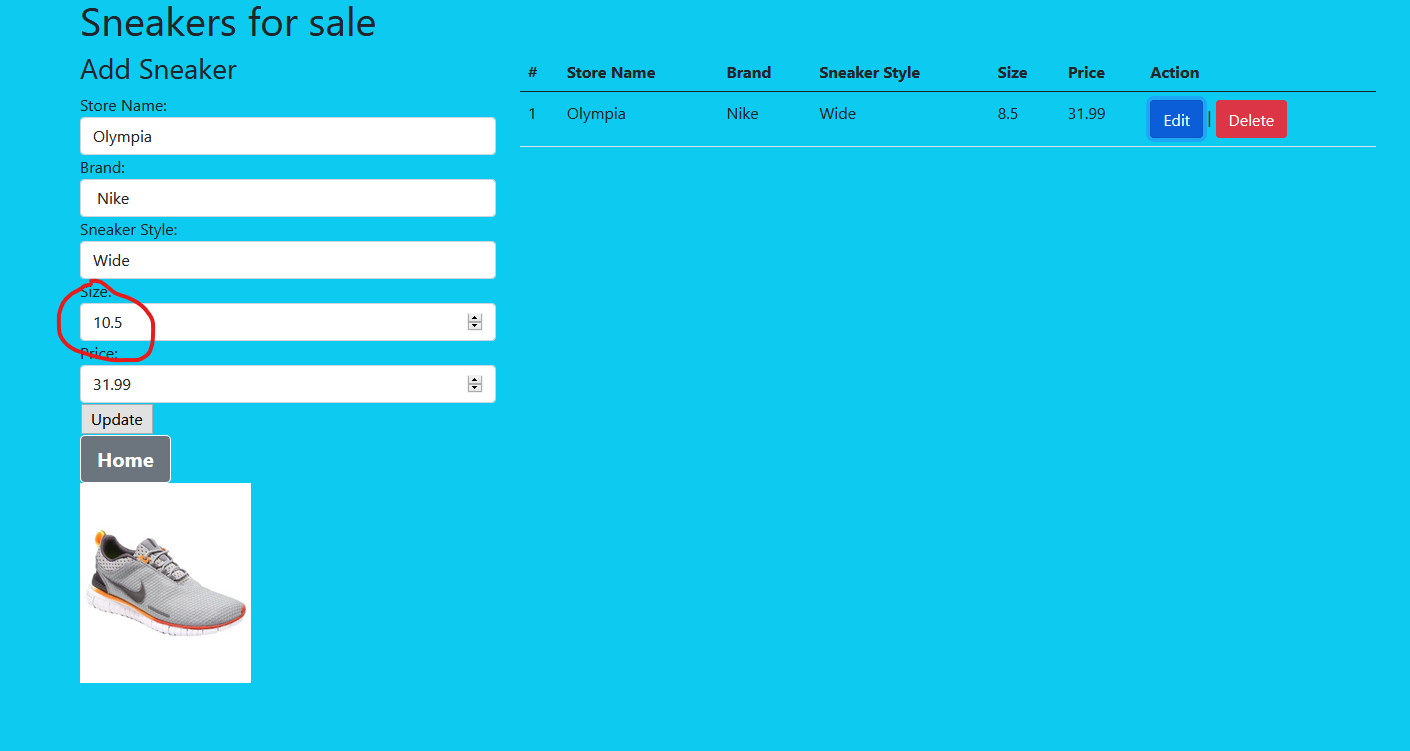 Sneakers for sale
Add Sneaker
Store Name:
Olympia
Brand:
Nike
Sneaker Style:
Wide
Size:
10.5
Price:
31.99
Update
Home
# Store Name Brand Sneaker Style Size Price Action
1 Olympia Nike Wide 8.5 31.99 Edit | Delete